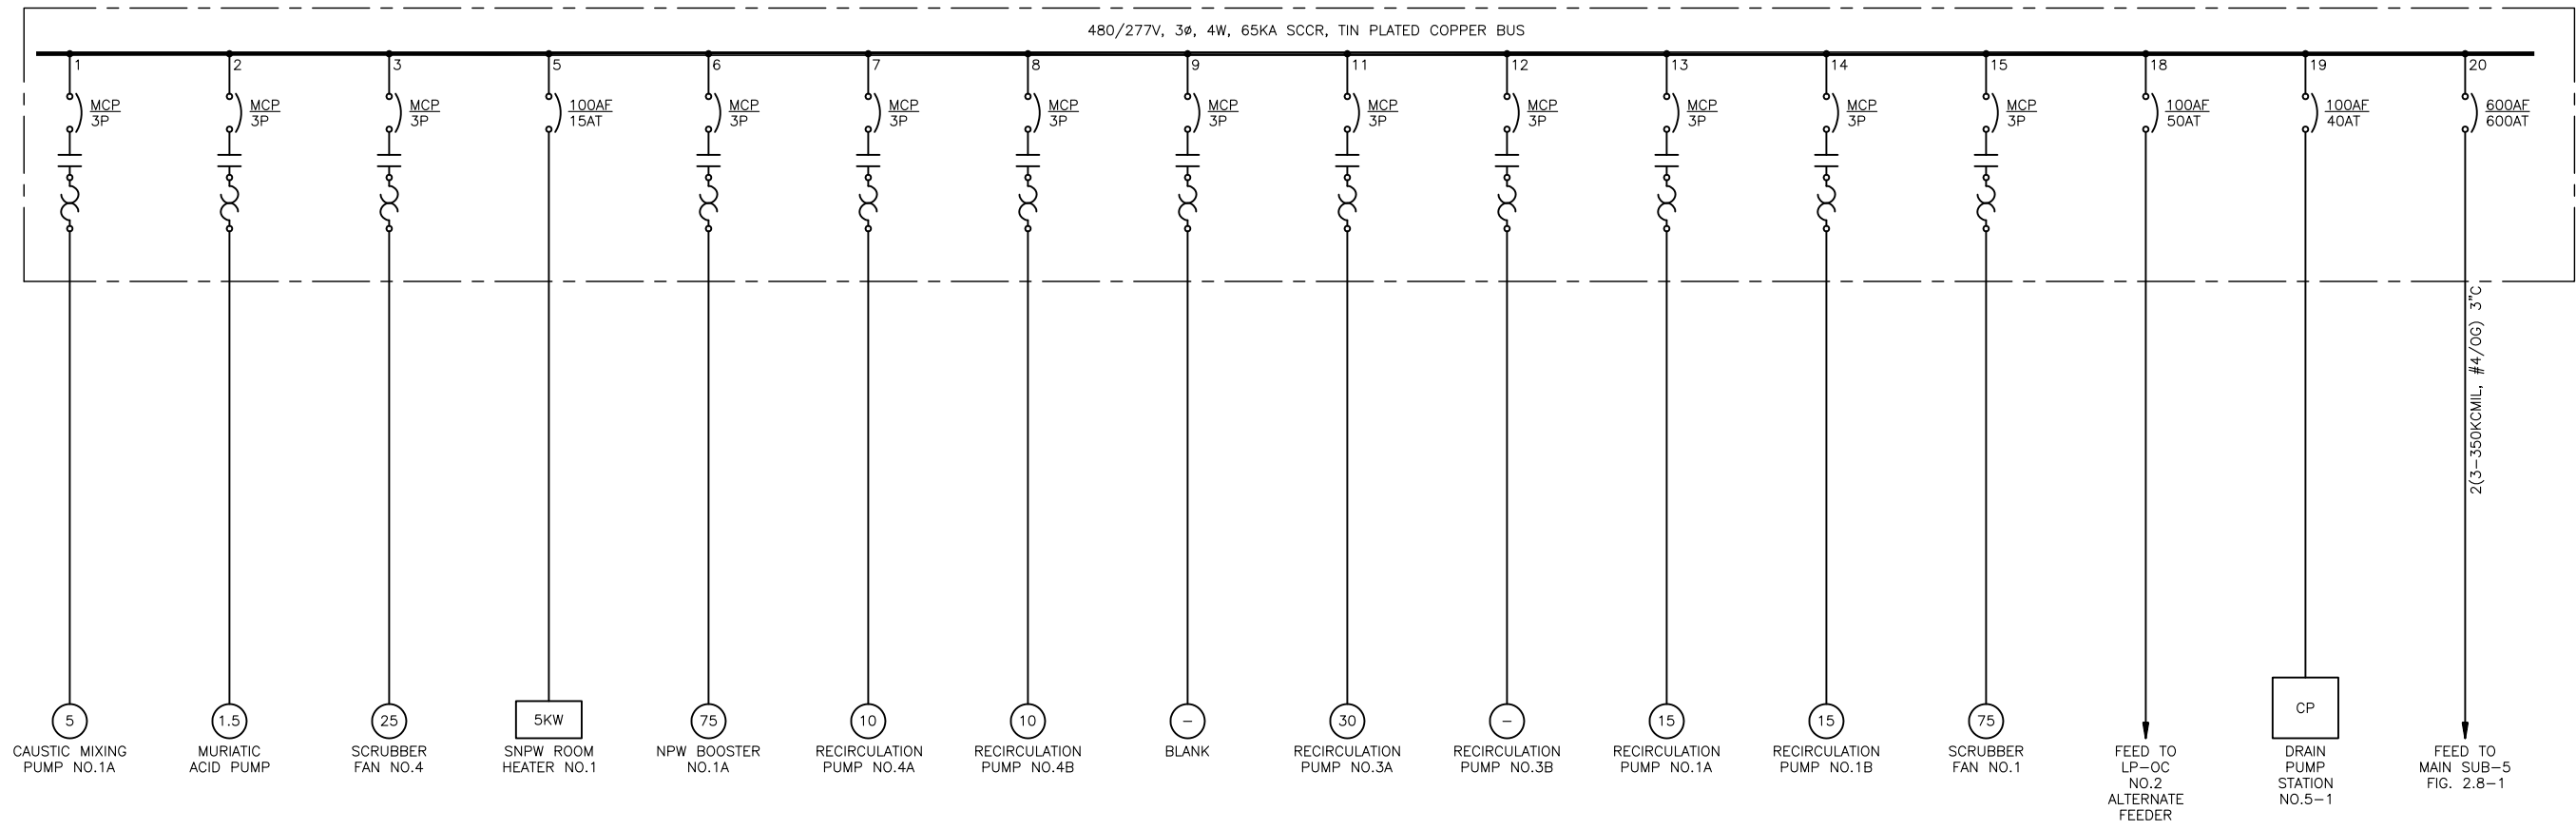 480/277V, 3ø, 4W, 65KA SCCR, TIN PLATED COPPER BUS
1
2
3
5
6
7
8
9
11
12
13
14
15
18
19
20
MCP
3P
MCP
3P
MCP
3P
100AF
15AT
MCP
3P
MCP
3P
MCP
3P
MCP
3P
MCP
3P
MCP
3P
MCP
3P
MCP
3P
MCP
3P
100AF
50AT
100AF
40AT
600AF
600AT
2(3-350KCMIL, #4/0G) 3"C
5
CAUSTIC MIXING
PUMP NO.1A
1.5
MURIATIC
ACID PUMP
25
SCRUBBER
FAN NO.4
5KW
SNPW ROOM
HEATER NO.1
75
NPW BOOSTER
NO.1A
10
RECIRCULATION
PUMP NO.4A
10
RECIRCULATION
PUMP NO.4B
-
BLANK
30
RECIRCULATION
PUMP NO.3A
-
RECIRCULATION
PUMP NO.3B
15
RECIRCULATION
PUMP NO.1A
15
RECIRCULATION
PUMP NO.1B
75
SCRUBBER
FAN NO.1
FEED TO
LP-OC
NO.2
ALTERNATE
FEEDER
CP
DRAIN
PUMP
STATION
NO.5-1
FEED TO
MAIN SUB-5
FIG. 2.8-1